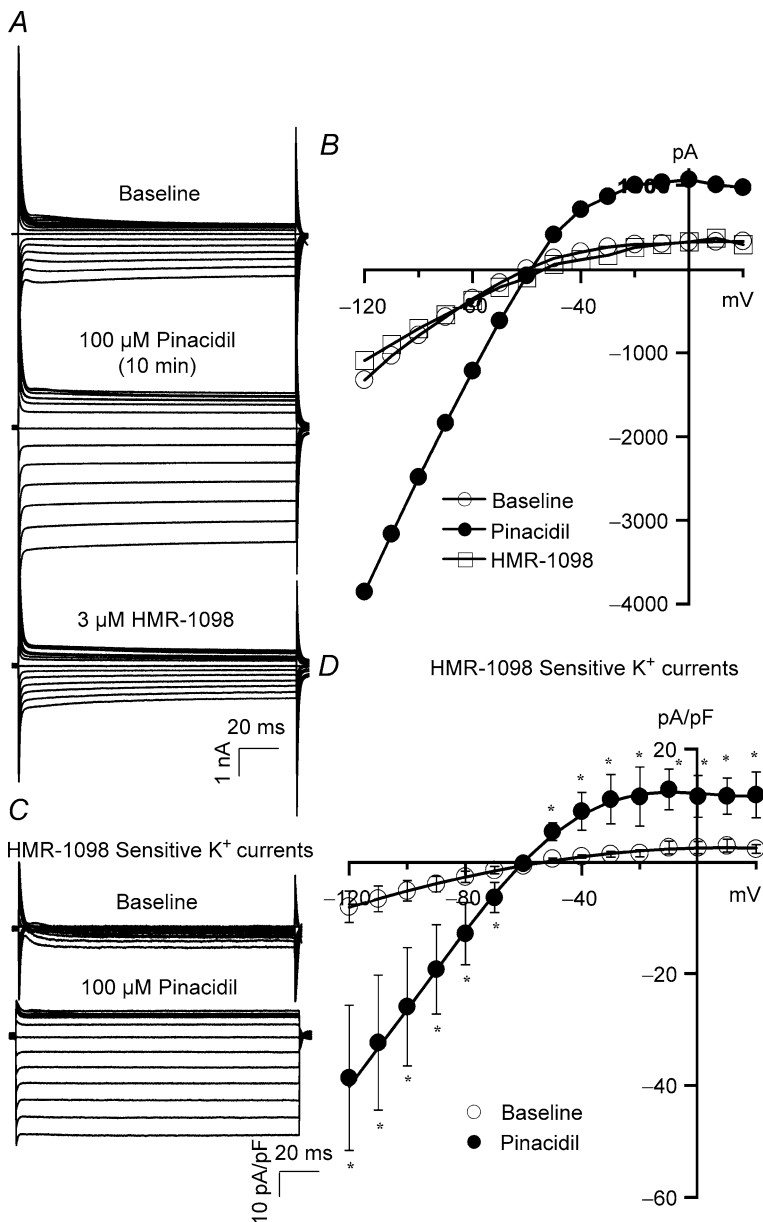 A
Baseline
100 µM Pinacidil
(10 min)
3 µM HMR-1098
20 ms
1 nA
B
pA
–120
–80
–40
mV
–1000
–2000
–3000
–4000
Baseline
Pinacidil
HMR-1098
C
HMR-1098 Sensitive K+ currents
Baseline
100 µM Pinacidil
20 ms
10 pA/pF
D
HMR-1098 Sensitive K+ currents
pA/pF
20
* * * * * * * *
–120
–80
–40
mV
*
*
*
*
*
*
*
–20
–40
–60
Baseline
Pinacidil